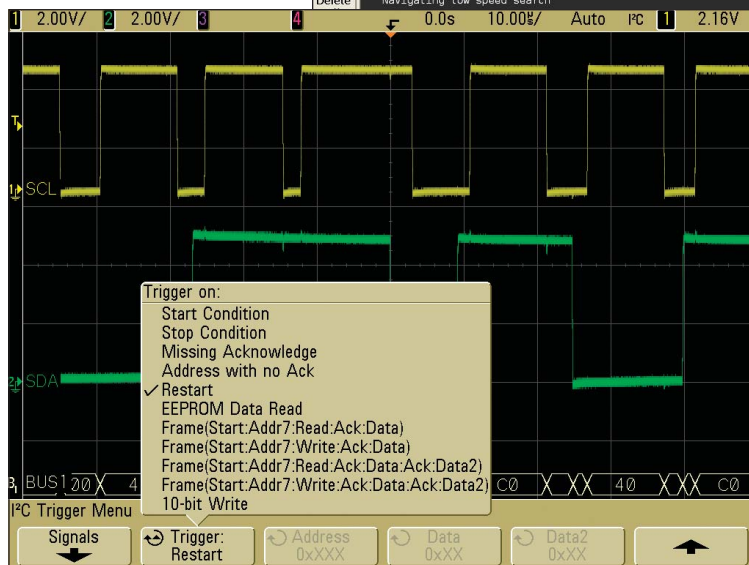 Delete Navigating low speed search
1 2.00V/ 2 2.00V/ 3 4 0.0s 10.00§/ Auto I²C 1 2.16V
T
1 SCL
Trigger on:
Start Condition
Stop Condition
Missing Acknowledge
Address with no Ack
2 SDA ✓ Restart
EEPROM Data Read
Frame(Start:Addr7:Read:Ack:Data)
Frame(Start:Addr7:Write:Ack:Data)
Frame(Start:Addr7:Read:Ack:Data:Ack:Data2)
Frame(Start:Addr7:Write:Ack:Data:Ack:Data2)
10-bit Write
BUS1 20 4 C0 40 C0
I²C Trigger Menu
Signals Trigger: Restart Address 0xXXX Data 0xXX Data2 0xXX